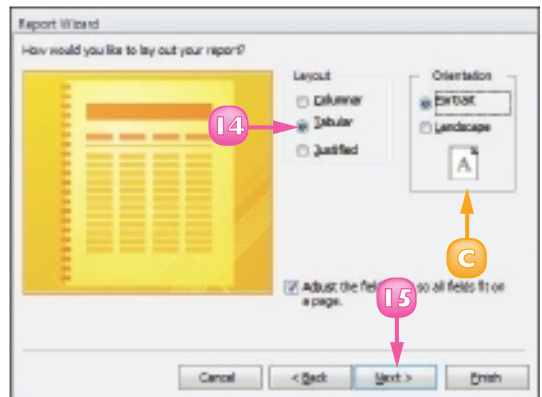 Report Wizard
How would you like to lay out your report?
Layout
Orientation
Columnar
Portrait
14
Tabular
Landscape
Justified
A
C
Adjust the field 15 so all fields fit on
a page.
Cancel
< Back
Next >
Finish